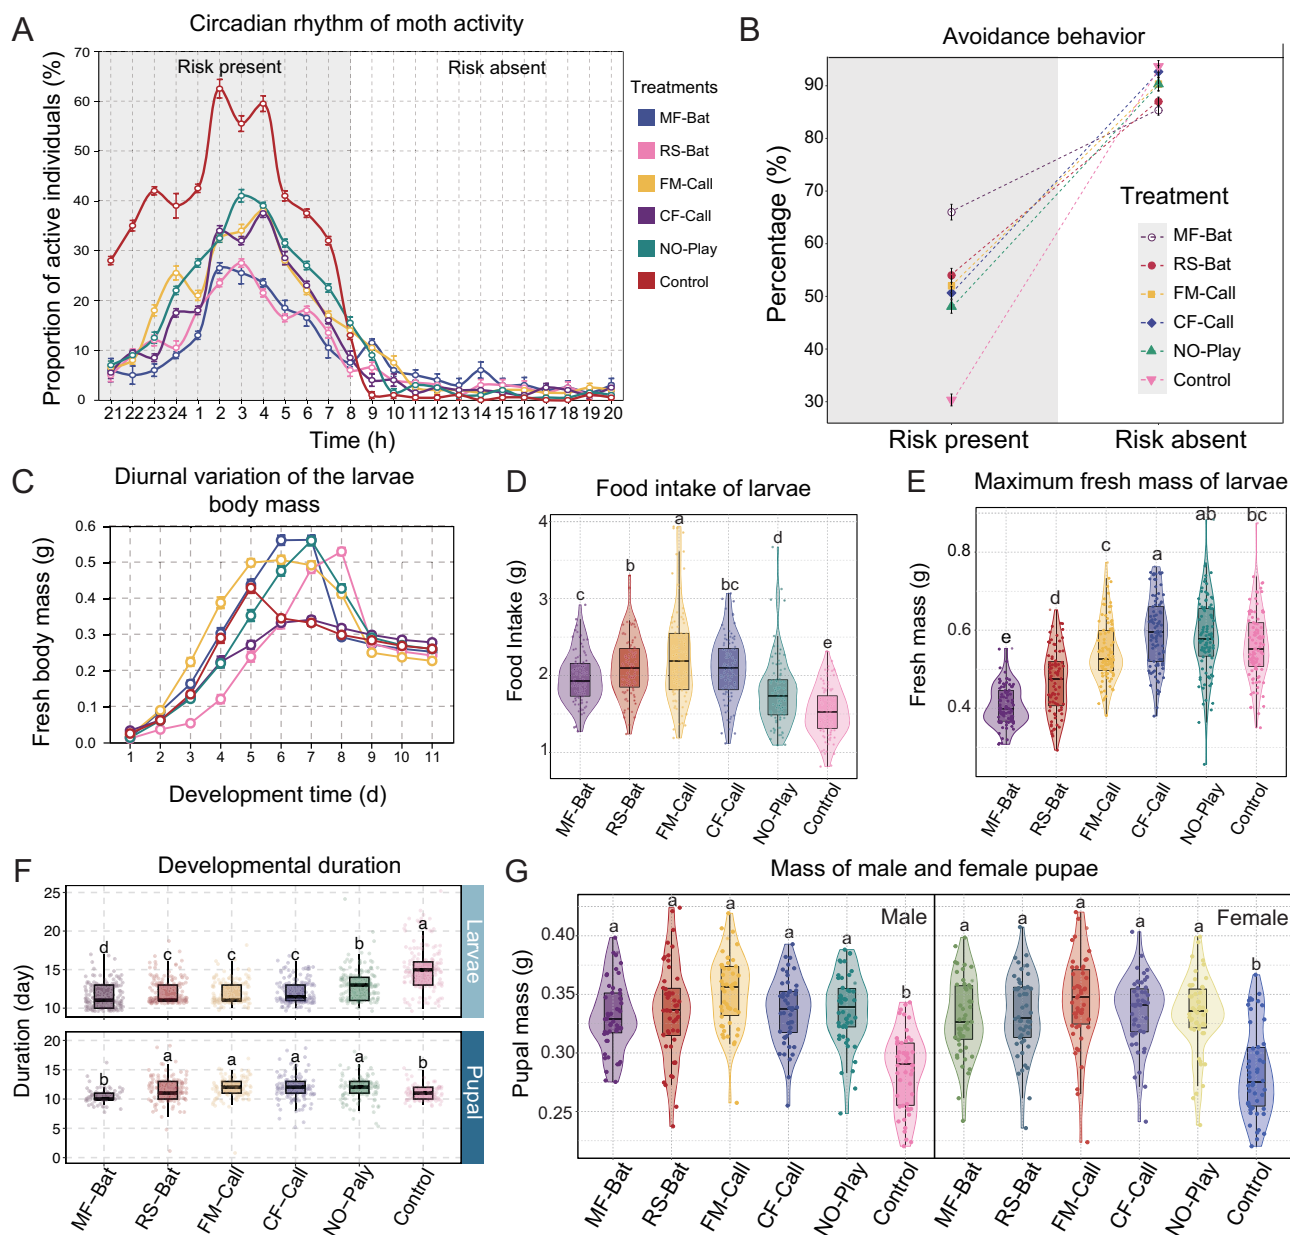 A
Circadian rhythm of moth activity
Proportion of active individuals (%)
70
60
50
40
30
20
10
0
Risk present
Risk absent
21 22 23 24 1 2 3 4 5 6 7 8 9 10 11 12 13 14 15 16 17 18 19 20
Time (h)
Treatments
MF-Bat
RS-Bat
FM-Call
CF-Call
NO-Play
Control
B
Avoidance behavior
Percentage (%)
90
80
70
60
50
40
30
Risk present
Risk absent
Treatment
MF-Bat
RS-Bat
FM-Call
CF-Call
NO-Play
Control
C
Diurnal variation of the larvae
body mass
Fresh body mass (g)
0.6
0.5
0.4
0.3
0.2
0.1
0.0
1 2 3 4 5 6 7 8 9 10 11
Development time (d)
D
Food intake of larvae
Food Intake (g)
4
3
2
1
c b a bc d e
MF-Bat RS-Bat FM-Call CF-Call NO-Play Control
E
Maximum fresh mass of larvae
Fresh mass (g)
0.8
0.6
0.4
e d c a ab bc
MF-Bat RS-Bat FM-Call CF-Call NO-Play Control
F
Developmental duration
Duration (day)
25
20
15
10
d c c c b a
Larvae
20
15
10
5
0
b a a a a b
Pupal
MF-Bat RS-Bat FM-Call CF-Call NO-Paly Control
G
Mass of male and female pupae
Pupal mass (g)
0.40
0.35
0.30
0.25
Male
a a a a a b
Female
a a a a a b
MF-Bat RS-Bat FM-Call CF-Call NO-Play Control MF-Bat RS-Bat FM-Call CF-Call NO-Play Control